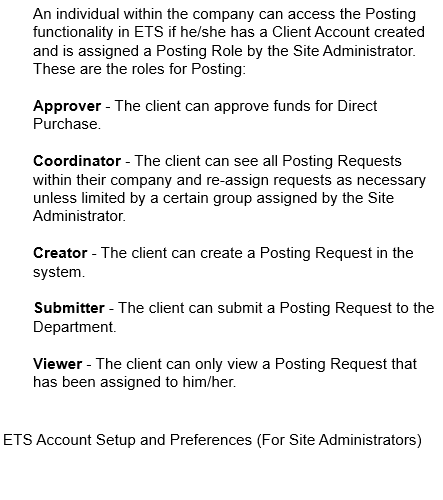 An individual within the company can access the Posting
functionality in ETS if he/she has a Client Account created
and is assigned a Posting Role by the Site Administrator.
These are the roles for Posting:
Approver - The client can approve funds for Direct
Purchase.
Coordinator - The client can see all Posting Requests
within their company and re-assign requests as necessary
unless limited by a certain group assigned by the Site
Administrator.
Creator - The client can create a Posting Request in the
system.
Submitter - The client can submit a Posting Request to the
Department.
Viewer - The client can only view a Posting Request that
has been assigned to him/her.
ETS Account Setup and Preferences (For Site Administrators)